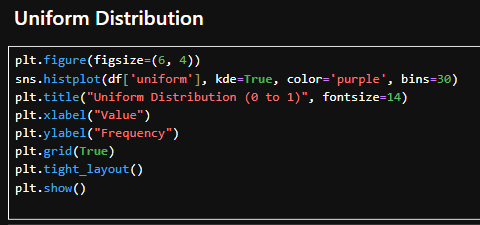 Uniform Distribution
plt.figure(figsize=(6, 4))
sns.histplot(df['uniform'], kde=True, color='purple', bins=30)
plt.title("Uniform Distribution (0 to 1)", fontsize=14)
plt.xlabel("Value")
plt.ylabel("Frequency")
plt.grid(True)
plt.tight_layout()
plt.show()